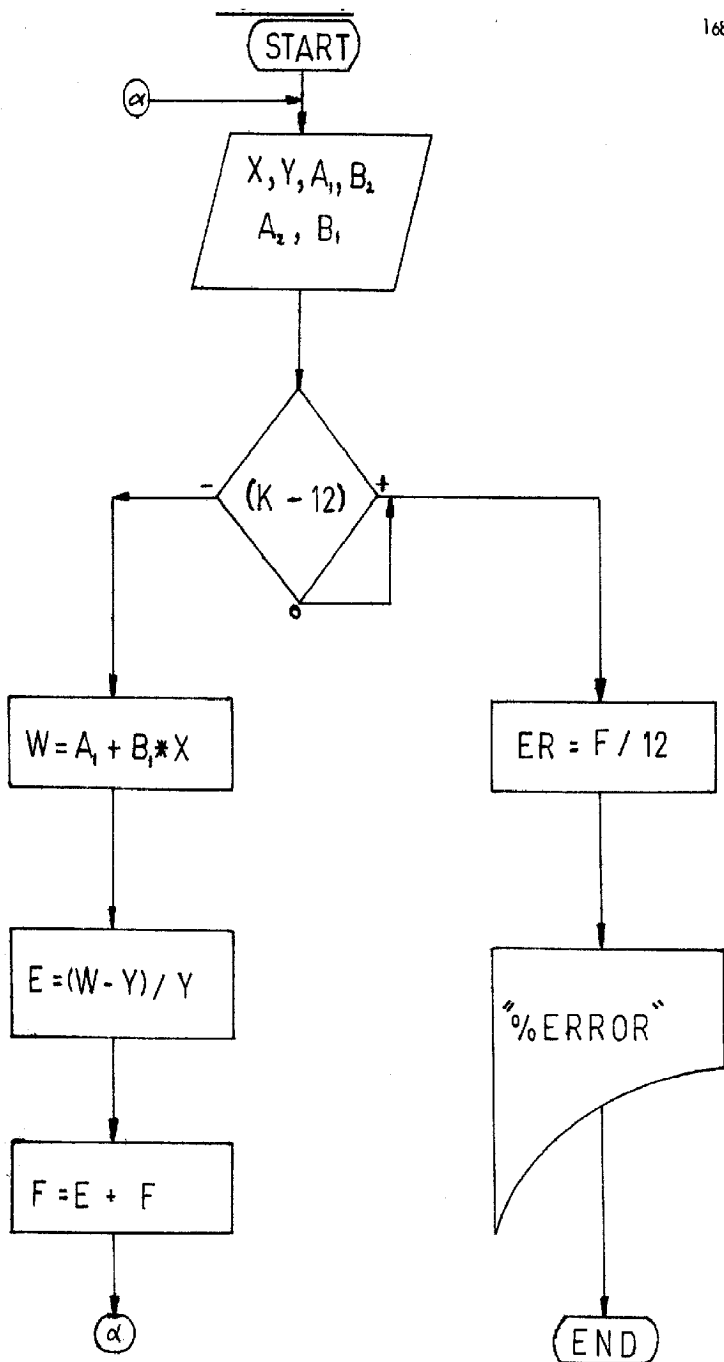 168
START
α
X, Y, A₁, B₂
A₂, B₁
- (K - 12) +
0
W = A₁ + B₁*X
ER = F / 12
E = (W - Y) / Y
"%ERROR"
F = E + F
α
END